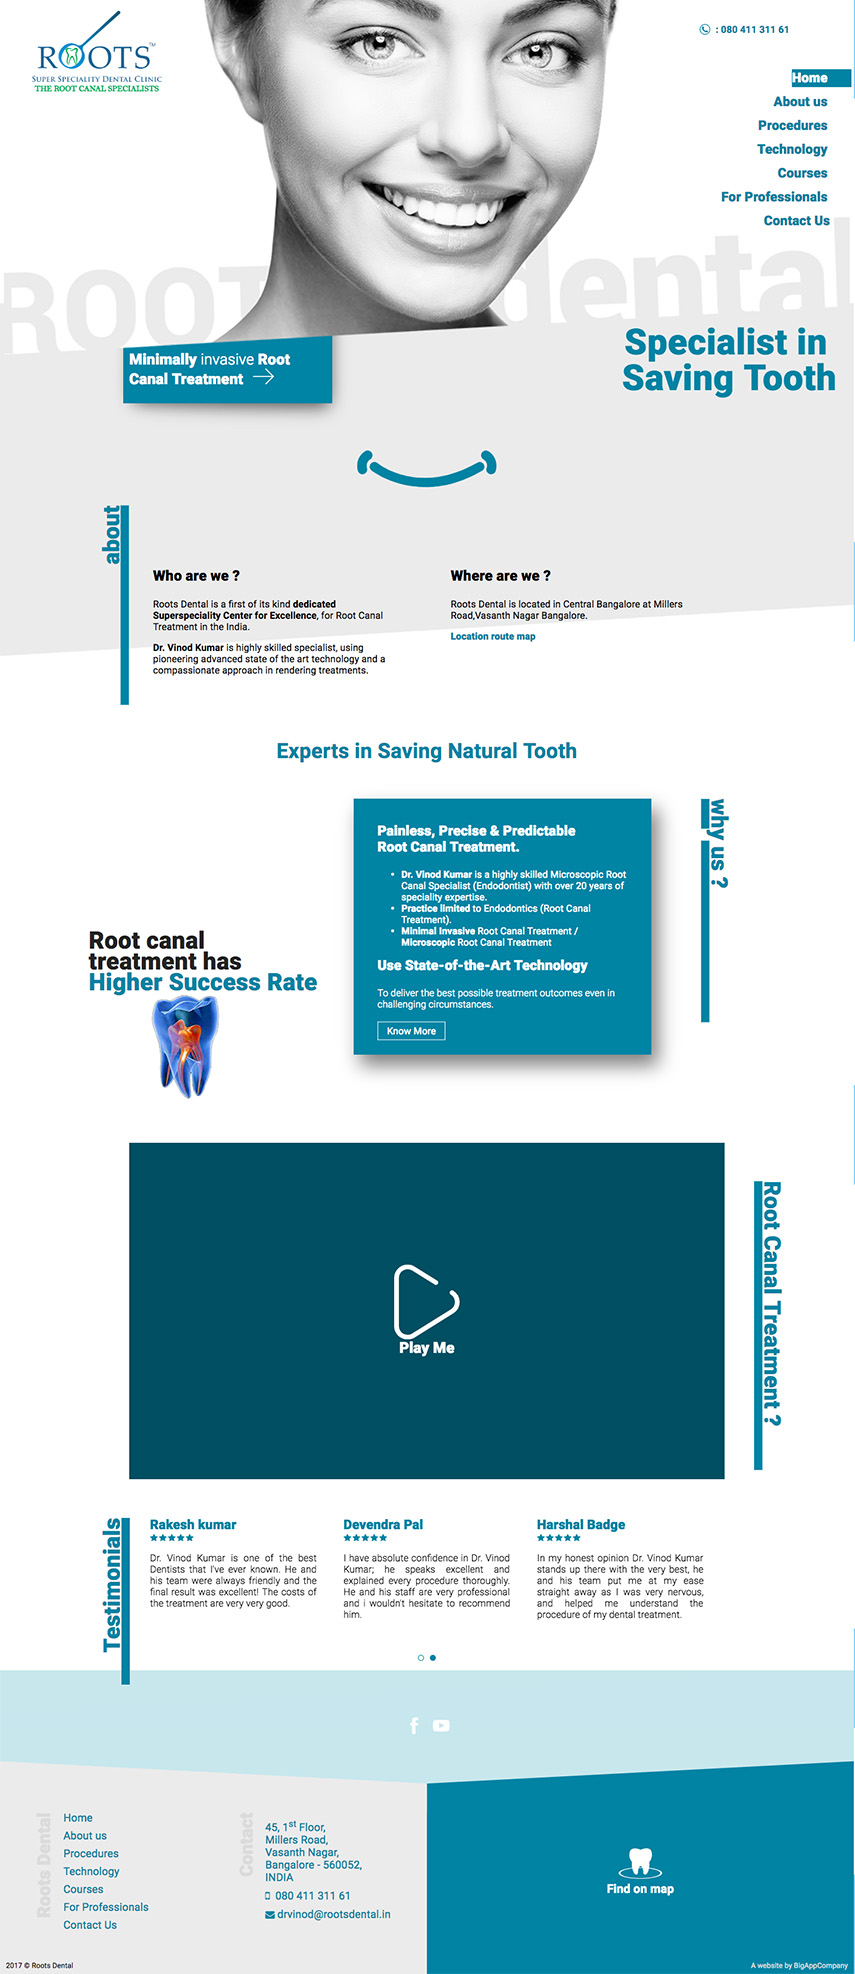 ROOTS™
SUPER SPECIALITY DENTAL CLINIC
THE ROOT CANAL SPECIALISTS
: 080 411 311 61
Home
About us
Procedures
Technology
Courses
For Professionals
Contact Us
ROOTS dental
Specialist in
Saving Tooth
Minimally invasive Root
Canal Treatment
about
Who are we ?
Roots Dental is a first of its kind dedicated
Superspeciality Center for Excellence, for Root Canal
Treatment in the India.
Dr. Vinod Kumar is highly skilled specialist, using
pioneering advanced state of the art technology and a
compassionate approach in rendering treatments.
Where are we ?
Roots Dental is located in Central Bangalore at Millers
Road,Vasanth Nagar Bangalore.
Location route map
Experts in Saving Natural Tooth
why us ?
Painless, Precise & Predictable
Root Canal Treatment.
• Dr. Vinod Kumar is a highly skilled Microscopic Root
Canal Specialist (Endodontist) with over 20 years of
speciality expertise.
• Practice limited to Endodontics (Root Canal
Treatment).
• Minimal Invasive Root Canal Treatment /
Microscopic Root Canal Treatment
Use State-of-the-Art Technology
To deliver the best possible treatment outcomes even in
challenging circumstances.
Know More
Root canal
treatment has
Higher Success Rate
Play Me
Root Canal Treatment ?
Testimonials
Rakesh kumar
★★★★★
Dr. Vinod Kumar is one of the best
Dentists that I've ever known. He and
his team were always friendly and the
final result was excellent! The costs of
the treatment are very very good.
Devendra Pal
★★★★★
I have absolute confidence in Dr. Vinod
Kumar; he speaks excellent and
explained every procedure thoroughly.
He and his staff are very professional
and i wouldn't hesitate to recommend
him.
Harshal Badge
★★★★★
In my honest opinion Dr. Vinod Kumar
stands up there with the very best, he
and his team put me at my ease
straight away as I was very nervous,
and helped me understand the
procedure of my dental treatment.
Roots Dental
Home
About us
Procedures
Technology
Courses
For Professionals
Contact Us
Contact
45, 1st Floor,
Millers Road,
Vasanth Nagar,
Bangalore - 560052,
INDIA
080 411 311 61
drvinod@rootsdental.in
Find on map
2017 © Roots Dental
A website by BigAppCompany